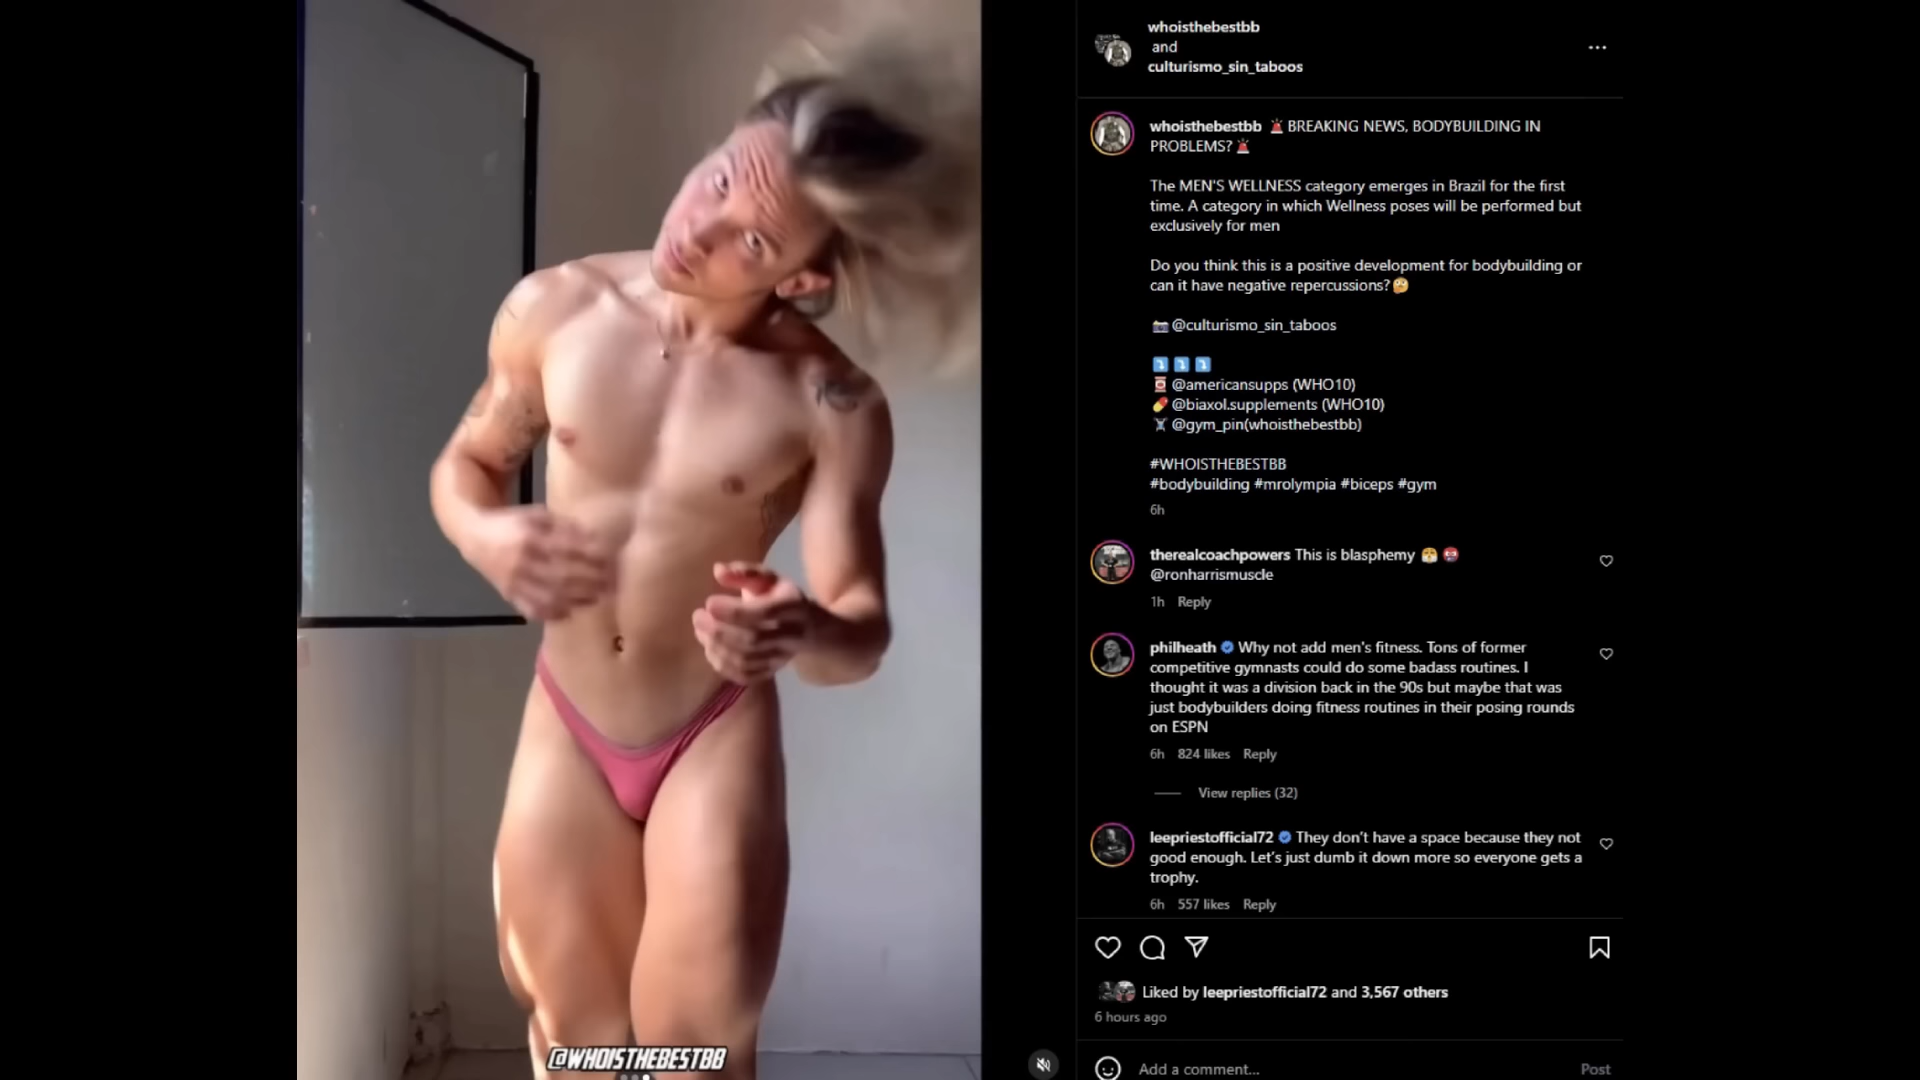 whoisthebestbb
and
culturismo_sin_taboos
whoisthebestbb 🚨 BREAKING NEWS, BODYBUILDING IN
PROBLEMS? 🚨
The MEN'S WELLNESS category emerges in Brazil for the first
time. A category in which Wellness poses will be performed but
exclusively for men
Do you think this is a positive development for bodybuilding or
can it have negative repercussions?🤔
📷 @culturismo_sin_taboos
⤵️ ⤵️ ⤵️
🥫 @americansupps (WHO10)
💊 @biaxol.supplements (WHO10)
🏋️ @gym_pin(whoisthebestbb)
#WHOISTHEBESTBB
#bodybuilding #mrolympia #biceps #gym
6h
therealcoachpowers This is blasphemy 😤 🤬
@ronharrismuscle
1h Reply
philheath Why not add men's fitness. Tons of former
competitive gymnasts could do some badass routines. I
thought it was a division back in the 90s but maybe that was
just bodybuilders doing fitness routines in their posing rounds
on ESPN
6h 824 likes Reply
View replies (32)
leepriestofficial72 They don't have a space because they not
good enough. Let's just dumb it down more so everyone gets a
trophy.
6h 557 likes Reply
Liked by leepriestofficial72 and 3,567 others
6 hours ago
Add a comment... Post
@WHOISTHEBESTBB